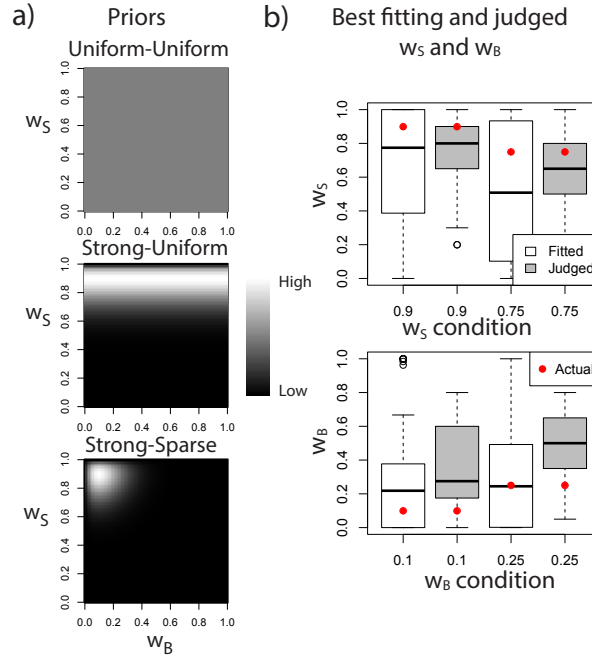 a)
Priors
Uniform-Uniform
1.0
0.8
0.6
0.4
0.2
0.0
wS
0.0 0.2 0.4 0.6 0.8 1.0
Strong-Uniform
1.0
0.8
0.6
0.4
0.2
0.0
wS
0.0 0.2 0.4 0.6 0.8 1.0
High
Low
Strong-Sparse
1.0
0.8
0.6
0.4
0.2
0.0
wS
0.0 0.2 0.4 0.6 0.8 1.0
wB
b)
Best fitting and judged
wS and wB
1.0
0.8
0.6
0.4
0.2
0.0
wS
Fitted
Judged
0.9 0.9 0.75 0.75
wS condition
1.0
0.8
0.6
0.4
0.2
0.0
wB
Actual
0.1 0.1 0.25 0.25
wB condition